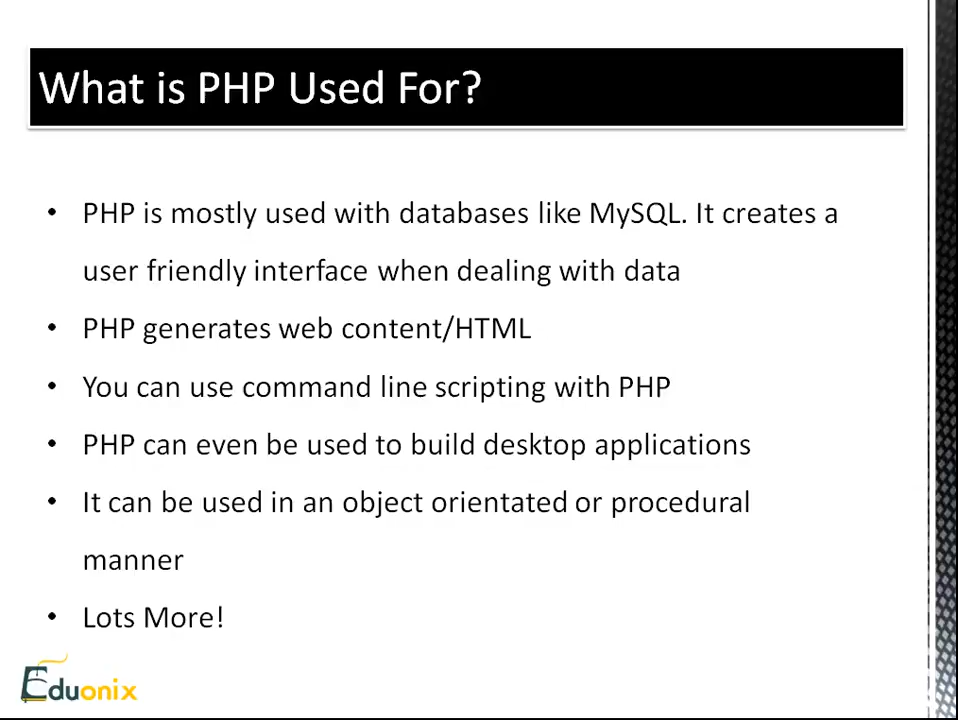 What is PHP Used For?
• PHP is mostly used with databases like MySQL. It creates a
user friendly interface when dealing with data
• PHP generates web content/HTML
• You can use command line scripting with PHP
• PHP can even be used to build desktop applications
• It can be used in an object orientated or procedural
manner
• Lots More!
Eduonix